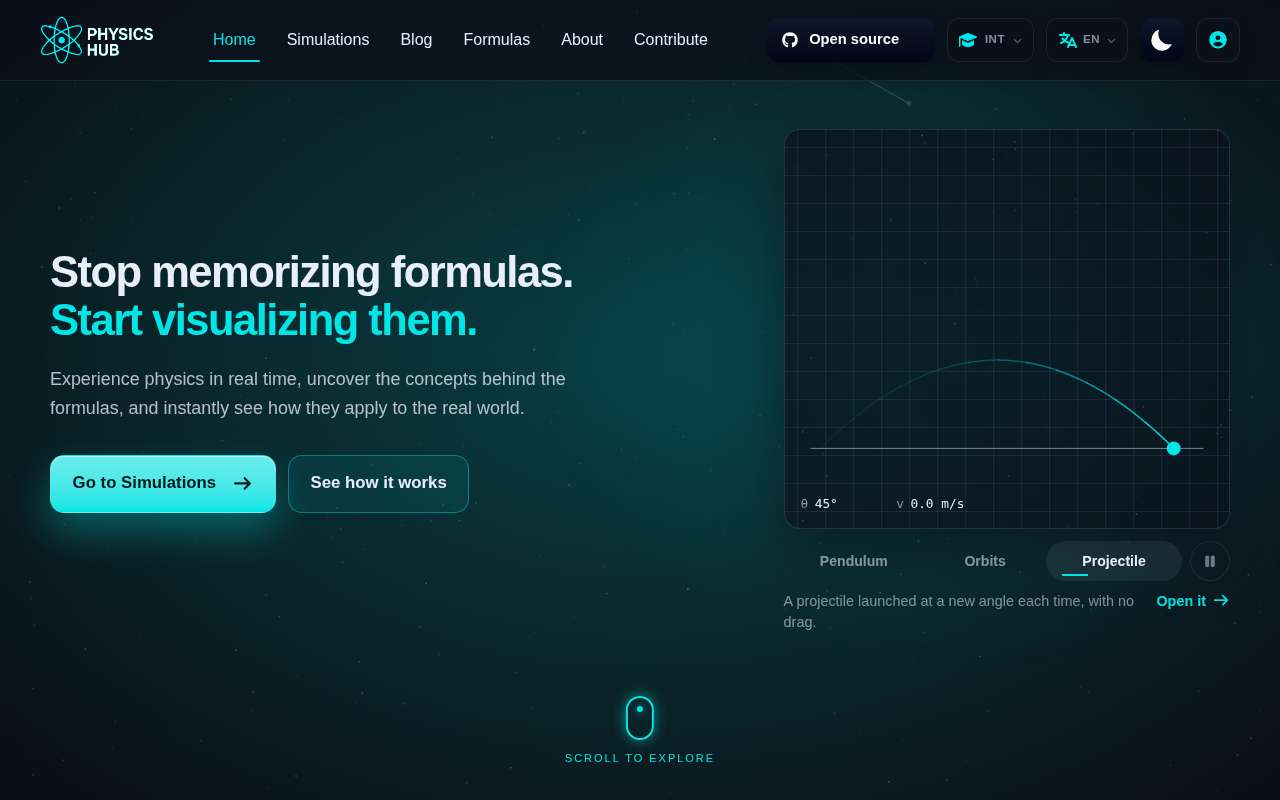 PHYSICS
HUB
Home
Simulations
Blog
Formulas
About
Contribute
Open source
INT
EN
Stop memorizing formulas.
Start visualizing them.
Experience physics in real time, uncover the concepts behind the
formulas, and instantly see how they apply to the real world.
Go to Simulations
See how it works
θ 45°
v 0.0 m/s
Pendulum
Orbits
Projectile
A projectile launched at a new angle each time, with no
drag.
Open it
SCROLL TO EXPLORE